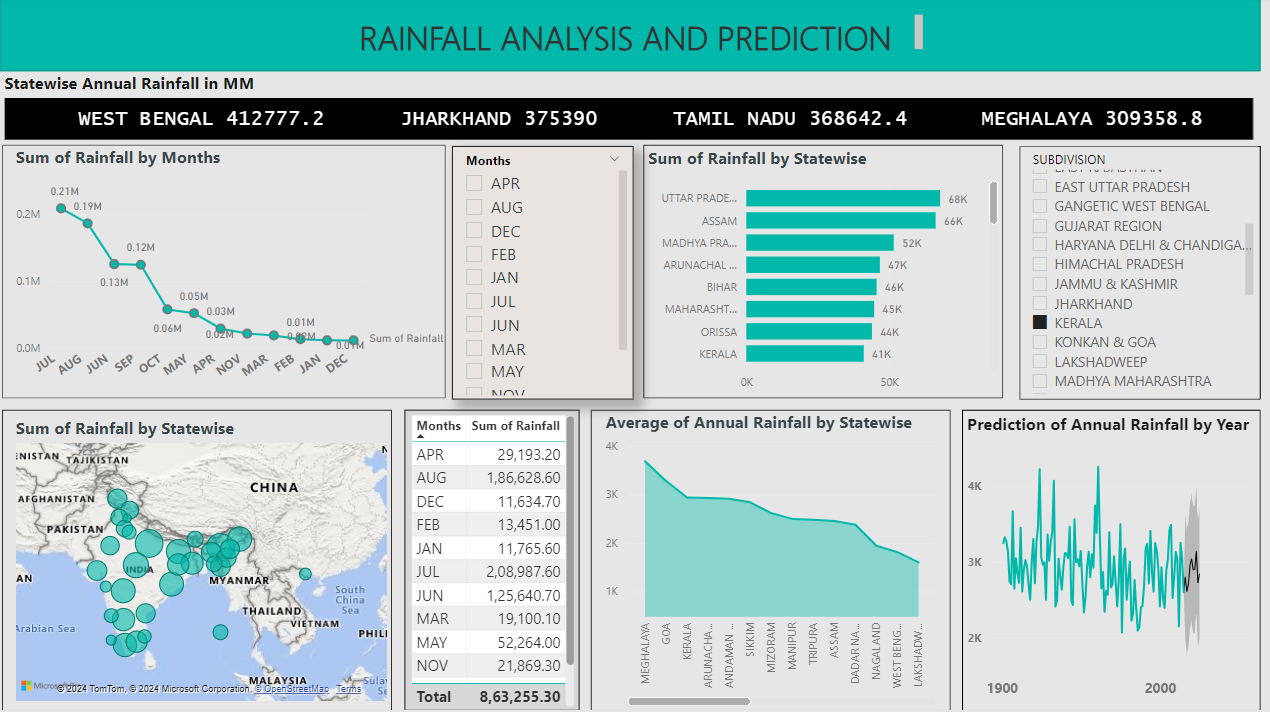 RAINFALL ANALYSIS AND PREDICTION
Statewise Annual Rainfall in MM
WEST BENGAL 412777.2 JHARKHAND 375390 TAMIL NADU 368642.4 MEGHALAYA 309358.8
Sum of Rainfall by Months
0.21M
0.19M
0.2M
0.12M
0.13M
0.1M
0.05M
0.03M
0.06M
0.02M
0.01M
0.01M
0.0M
Sum of Rainfall
JUL AUG JUN SEP OCT MAY APR NOV MAR FEB JAN DEC
Months
APR
AUG
DEC
FEB
JAN
JUL
JUN
MAR
MAY
NOV
Sum of Rainfall by Statewise
UTTAR PRADE... 68K
ASSAM 66K
MADHYA PRA... 52K
ARUNACHAL ... 47K
BIHAR 46K
MAHARASHT... 45K
ORISSA 44K
KERALA 41K
0K 50K
SUBDIVISION
EAST RAJASTHAN
EAST UTTAR PRADESH
GANGETIC WEST BENGAL
GUJARAT REGION
HARYANA DELHI & CHANDIGA...
HIMACHAL PRADESH
JAMMU & KASHMIR
JHARKHAND
KERALA
KONKAN & GOA
LAKSHADWEEP
MADHYA MAHARASHTRA
Sum of Rainfall by Statewise
ENISTAN
TAJIKISTAN
CHINA
AFGHANISTAN
PAKISTAN
INDIA
AN
MYANMAR
South
China
Sea
THAILAND
VIETNAM
Arabian Sea
PHILI
MALAYSIA
Sulaw
Se
Microsoft
© 2024 TomTom, © 2024 Microsoft Corporation, © OpenStreetMap Terms
Months Sum of Rainfall
APR 29,193.20
AUG 1,86,628.60
DEC 11,634.70
FEB 13,451.00
JAN 11,765.60
JUL 2,08,987.60
JUN 1,25,640.70
MAR 19,100.10
MAY 52,264.00
NOV 21,869.30
Total 8,63,255.30
Average of Annual Rainfall by Statewise
4K
3K
2K
1K
MEGHALAYA GOA KERALA ARUNACHA... ANDAMAN ... SIKKIM MIZORAM MANIPUR TRIPURA ASSAM DADAR NA... NAGALAND WEST BENG... LAKSHADW...
Prediction of Annual Rainfall by Year
4K
3K
2K
1900 2000